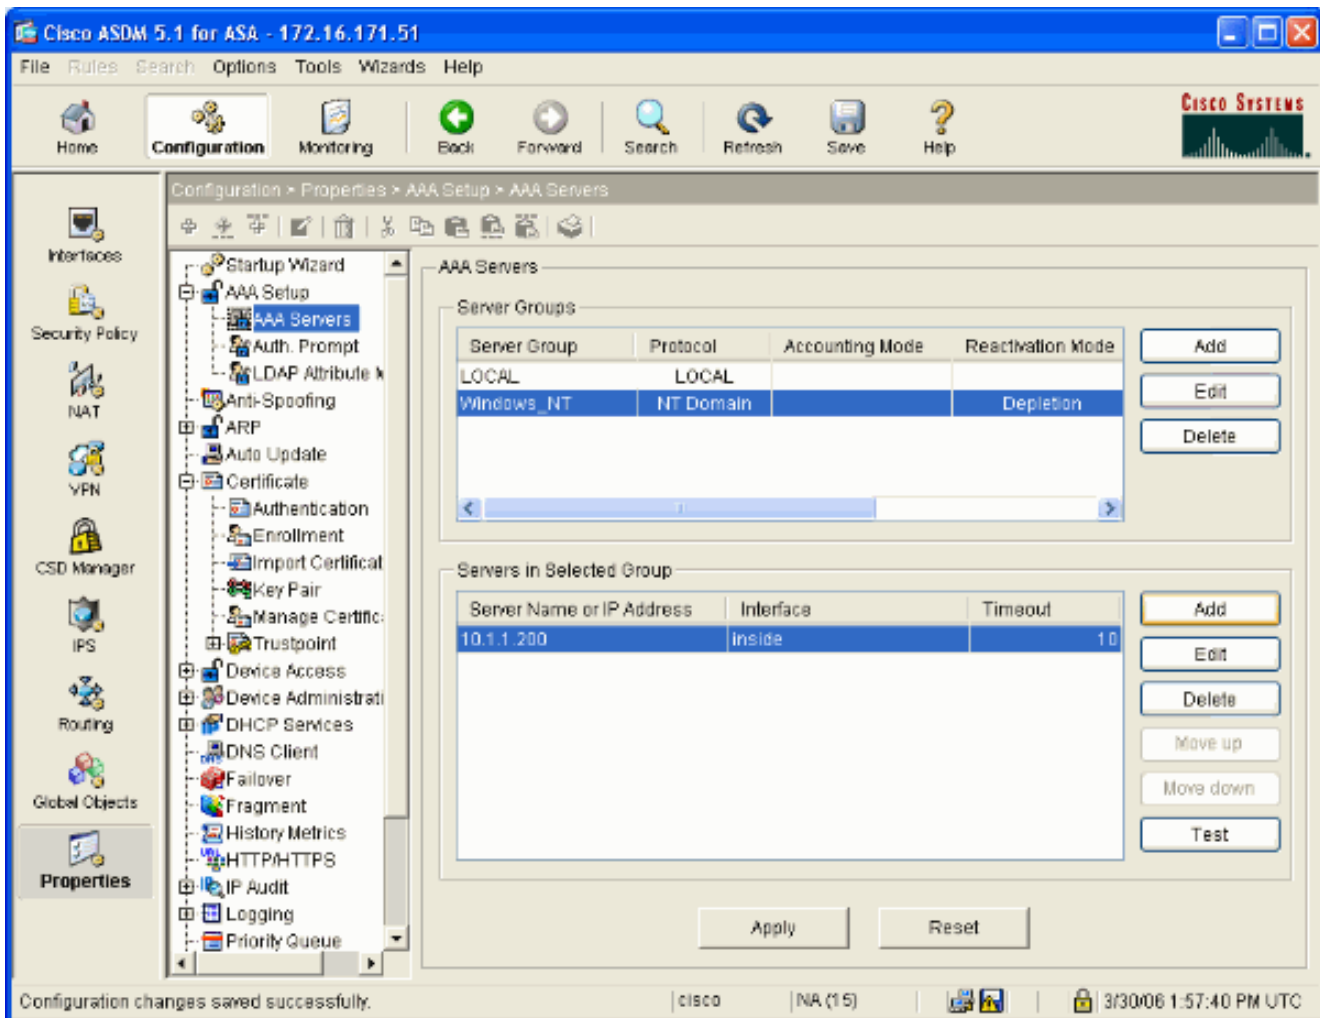 Cisco ASDM 5.1 for ASA - 172.16.171.51
File Rules Search Options Tools Wizards Help
Home Configuration Monitoring Back Forward Search Refresh Save Help
CISCO SYSTEMS
Configuration > Properties > AAA Setup > AAA Servers
Interfaces
Security Policy
NAT
VPN
CSD Manager
IPS
Routing
Global Objects
Properties
Startup Wizard
AAA Setup
AAA Servers
Auth. Prompt
LDAP Attribute M
Anti-Spoofing
ARP
Auto Update
Certificate
Authentication
Enrollment
Import Certificat
Key Pair
Manage Certific
Trustpoint
Device Access
Device Administrati
DHCP Services
DNS Client
Failover
Fragment
History Metrics
HTTP/HTTPS
IP Audit
Logging
Priority Queue
AAA Servers
Server Groups
Server Group Protocol Accounting Mode Reactivation Mode
LOCAL LOCAL
Windows_NT NT Domain Depletion
Add
Edit
Delete
Servers in Selected Group
Server Name or IP Address Interface Timeout
10.1.1.200 inside 10
Add
Edit
Delete
Move up
Move down
Test
Apply Reset
Configuration changes saved successfully. cisco NA (15) 3/30/06 1:57:40 PM UTC